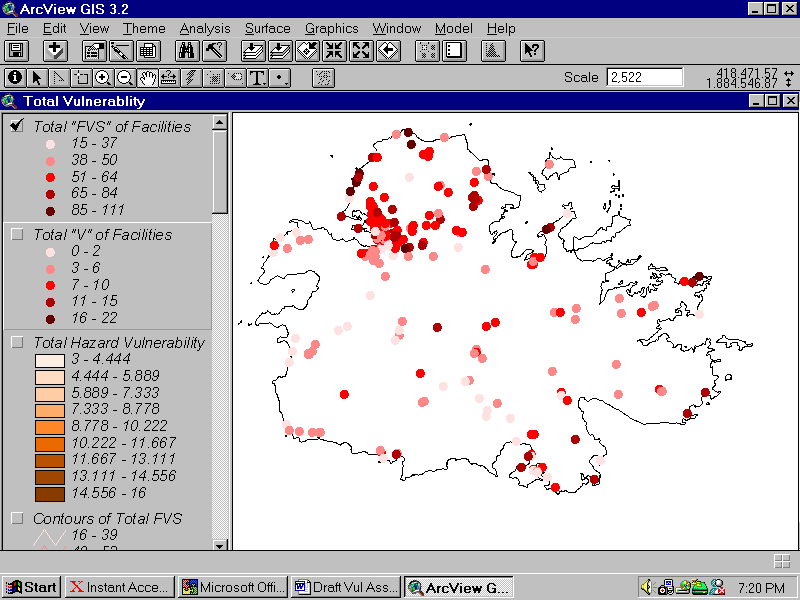 ArcView GIS 3.2
File Edit View Theme Analysis Surface Graphics Window Model Help
Scale 2,522 418,471.57
1,884,546.87
Total Vulnerablity
Total "FVS" of Facilities
15 - 37
38 - 50
51 - 64
65 - 84
85 - 111
Total "V" of Facilities
0 - 2
3 - 6
7 - 10
11 - 15
16 - 22
Total Hazard Vulnerability
3 - 4.444
4.444 - 5.889
5.889 - 7.333
7.333 - 8.778
8.778 - 10.222
10.222 - 11.667
11.667 - 13.111
13.111 - 14.556
14.556 - 16
Contours of Total FVS
16 - 39
Start Instant Acce... Microsoft Offi... Draft Vul Ass... ArcView G... 7:20 PM